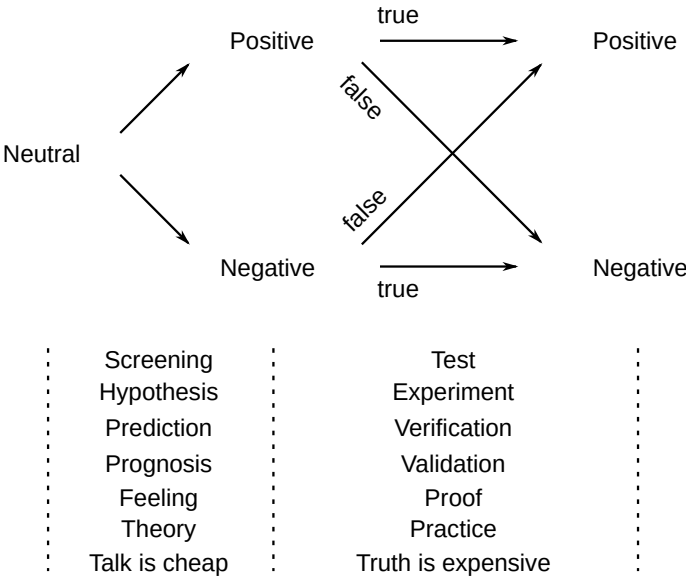 true
Positive
Positive
false
Neutral
false
Negative
Negative
true
Screening
Test
Hypothesis
Experiment
Prediction
Verification
Prognosis
Validation
Feeling
Proof
Theory
Practice
Talk is cheap
Truth is expensive